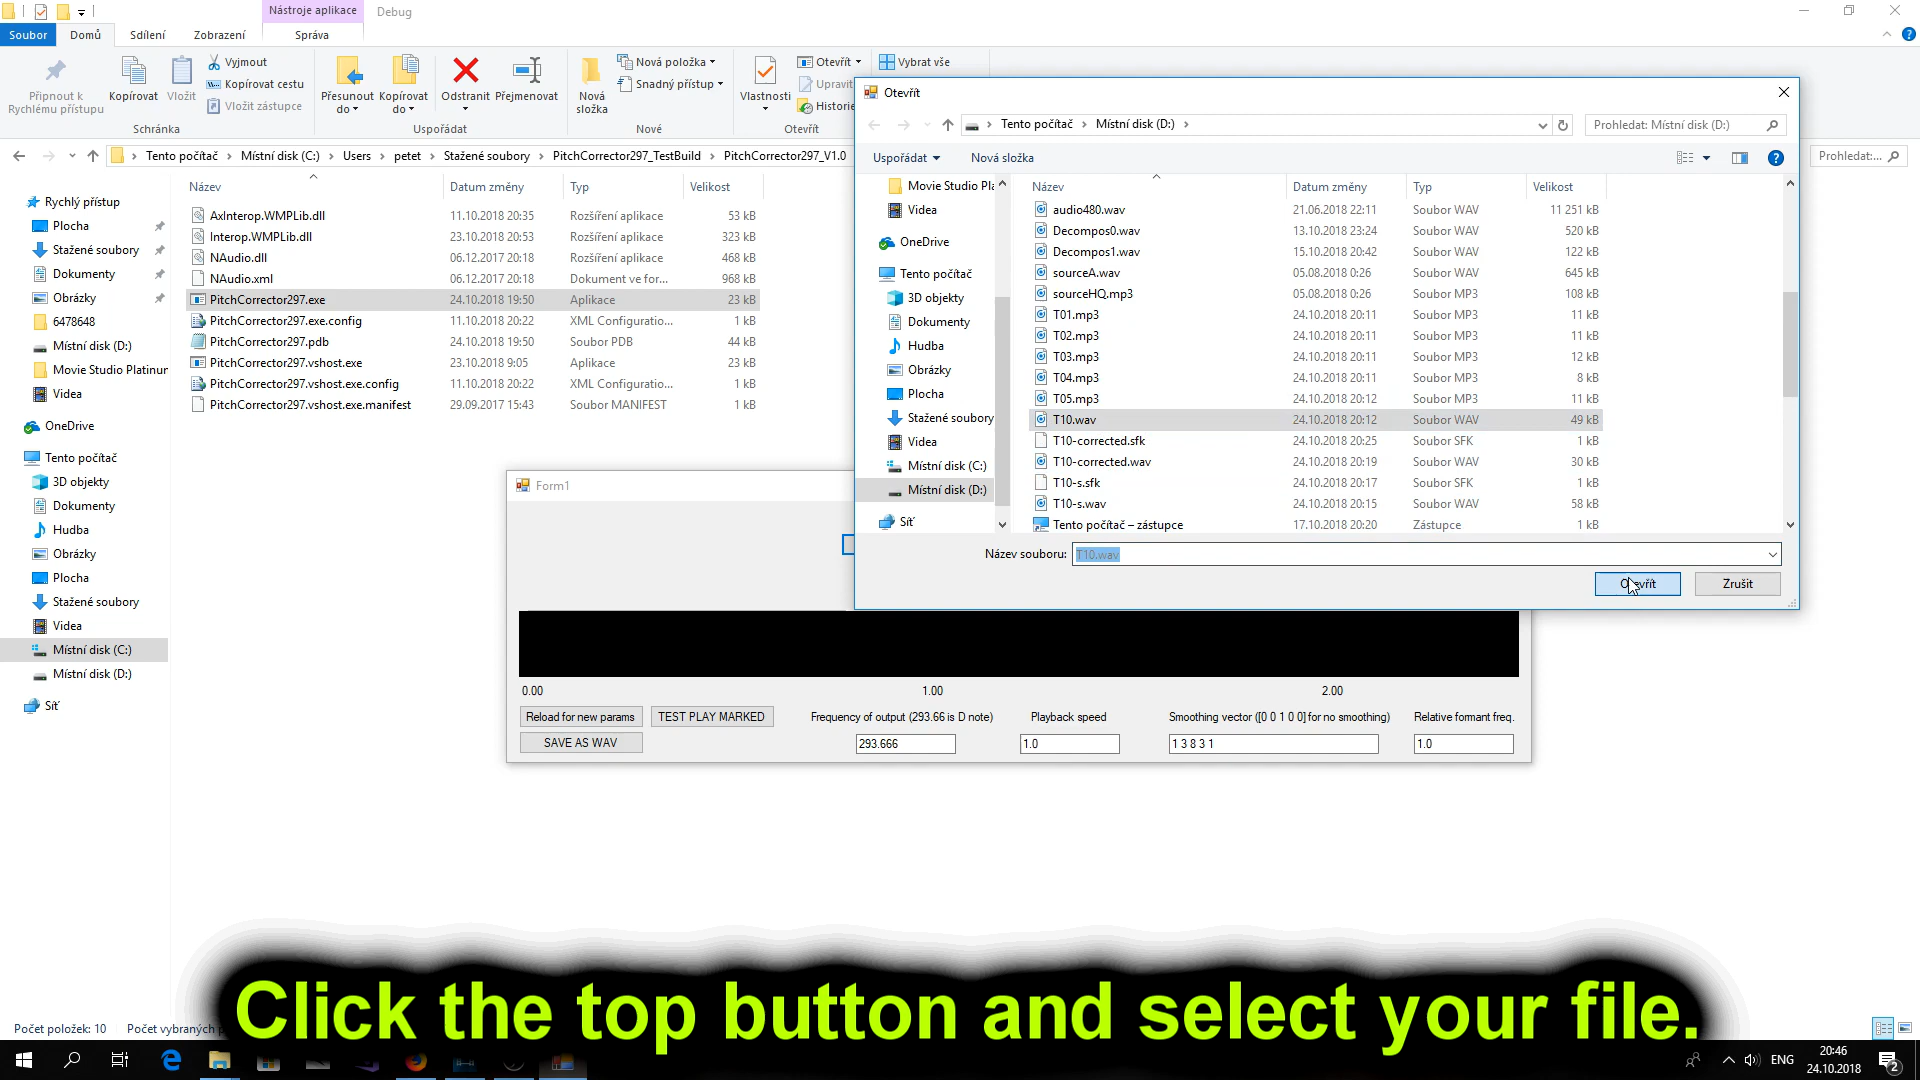 Nástroje aplikace
Debug
Soubor
Domů
Sdílení
Zobrazení
Správa
Připnout k
Rychlému přístupu
Kopírovat
Vložit
Vyjmout
Kopírovat cestu
Vložit zástupce
Schránka
Přesunout
do
Kopírovat
do
Odstranit
Přejmenovat
Uspořádat
Nová
složka
Nová položka
Snadný přístup
Nové
Vlastnosti
Otevřít
Upravit
Historie
Otevřít
Vybrat vše
Tento počítač
Místní disk (C:)
Users
petet
Stažené soubory
PitchCorrector297_TestBuild
PitchCorrector297_V1.0
Prohledat:...
Rychlý přístup
Plocha
Stažené soubory
Dokumenty
Obrázky
6478648
Místní disk (D:)
Movie Studio Platinum
Videa
OneDrive
Tento počítač
3D objekty
Dokumenty
Hudba
Obrázky
Plocha
Stažené soubory
Videa
Místní disk (C:)
Místní disk (D:)
Síť
Název Datum změny Typ Velikost
AxInterop.WMPLib.dll 11.10.2018 20:35 Rozšíření aplikace 53 kB
Interop.WMPLib.dll 23.10.2018 20:53 Rozšíření aplikace 323 kB
NAudio.dll 06.12.2017 20:18 Rozšíření aplikace 468 kB
NAudio.xml 06.12.2017 20:18 Dokument ve for... 968 kB
PitchCorrector297.exe 24.10.2018 19:50 Aplikace 23 kB
PitchCorrector297.exe.config 11.10.2018 20:22 XML Configuratio... 1 kB
PitchCorrector297.pdb 24.10.2018 19:50 Soubor PDB 44 kB
PitchCorrector297.vshost.exe 23.10.2018 9:05 Aplikace 23 kB
PitchCorrector297.vshost.exe.config 11.10.2018 20:22 XML Configuratio... 1 kB
PitchCorrector297.vshost.exe.manifest 29.09.2017 15:43 Soubor MANIFEST 1 kB
Otevřít
Tento počítač
Místní disk (D:)
Prohledat: Místní disk (D:)
Uspořádat
Nová složka
Movie Studio Pla
Videa
OneDrive
Tento počítač
3D objekty
Dokumenty
Hudba
Obrázky
Plocha
Stažené soubory
Videa
Místní disk (C:)
Místní disk (D:)
Síť
Název Datum změny Typ Velikost
audio480.wav 21.06.2018 22:11 Soubor WAV 11 251 kB
Decompos0.wav 13.10.2018 23:24 Soubor WAV 520 kB
Decompos1.wav 15.10.2018 20:42 Soubor WAV 122 kB
sourceA.wav 05.08.2018 0:26 Soubor WAV 645 kB
sourceHQ.mp3 05.08.2018 0:26 Soubor MP3 108 kB
T01.mp3 24.10.2018 20:11 Soubor MP3 11 kB
T02.mp3 24.10.2018 20:11 Soubor MP3 11 kB
T03.mp3 24.10.2018 20:11 Soubor MP3 12 kB
T04.mp3 24.10.2018 20:11 Soubor MP3 8 kB
T05.mp3 24.10.2018 20:12 Soubor MP3 11 kB
T10.wav 24.10.2018 20:12 Soubor WAV 49 kB
T10-corrected.sfk 24.10.2018 20:25 Soubor SFK 1 kB
T10-corrected.wav 24.10.2018 20:19 Soubor WAV 30 kB
T10-s.sfk 24.10.2018 20:17 Soubor SFK 1 kB
T10-s.wav 24.10.2018 20:15 Soubor WAV 58 kB
Tento počítač – zástupce 17.10.2018 20:20 Zástupce 1 kB
Název souboru: T10.wav
Otevřít
Zrušit
Form1
0.00 1.00 2.00
Reload for new params
TEST PLAY MARKED
SAVE AS WAV
Frequency of output (293.66 is D note)
293.666
Playback speed
1.0
Smoothing vector ([0 0 1 0 0] for no smoothing)
1 3 8 3 1
Relative formant freq.
1.0
Click the top button and select your file.
Počet položek: 10
Počet vybraných
ENG
20:46
24.10.2018
2